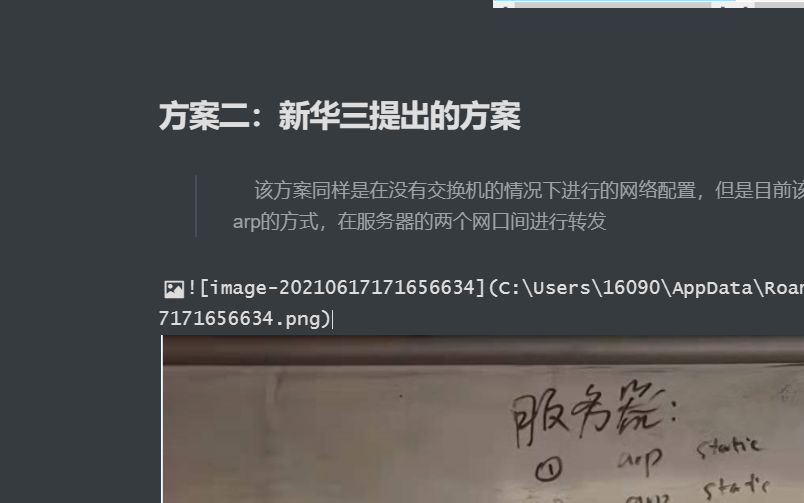 方案二：新华三提出的方案
该方案同样是在没有交换机的情况下进行的网络配置，但是目前该
arp的方式，在服务器的两个网口间进行转发
![image-20210617171656634](C:\Users\16090\AppData\Roar
7171656634.png)
服务器：
① arp static
arp static